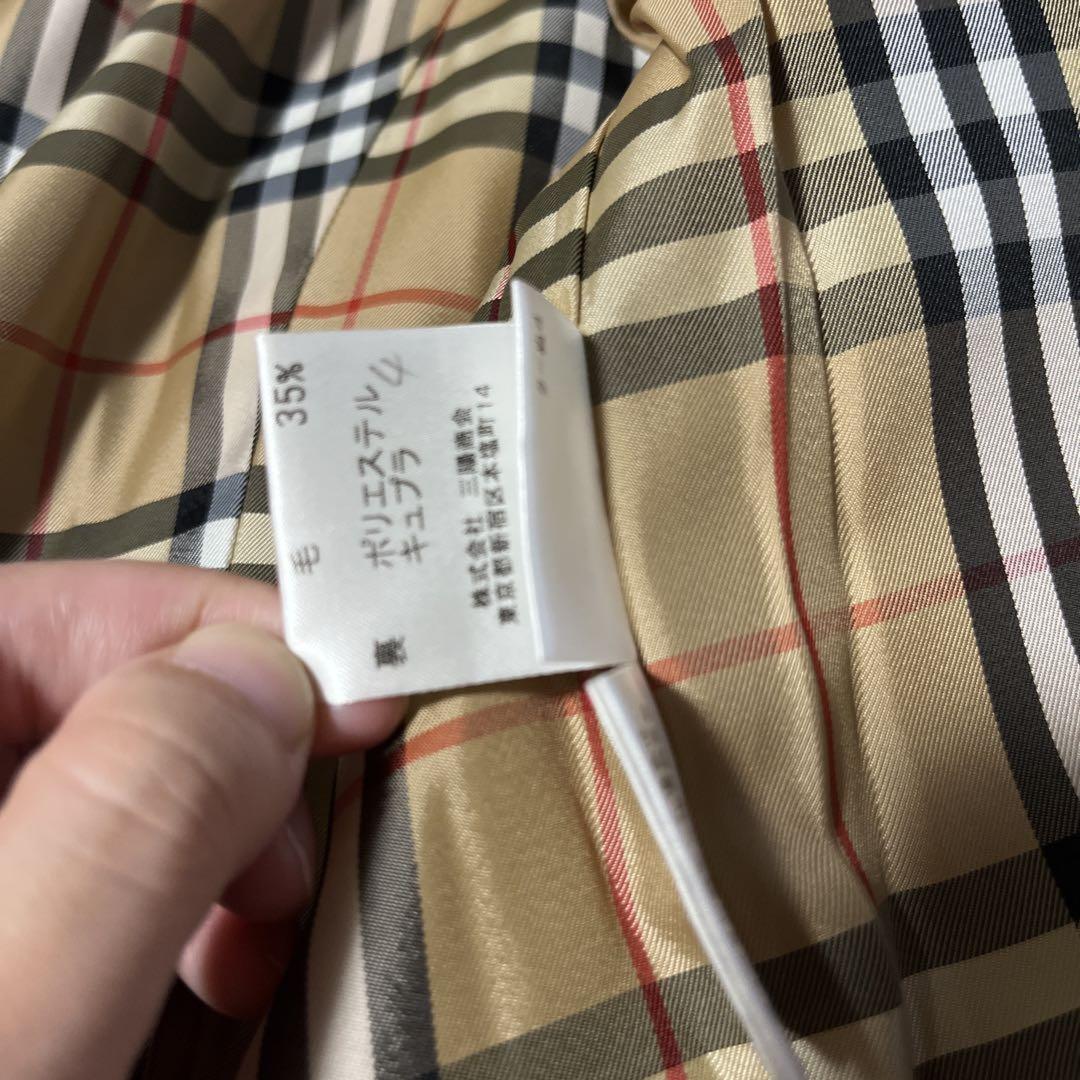 毛 35%
裏 ポリエステル
キュプラ
株式会社 三陽商会
東京都新宿区本塩町14